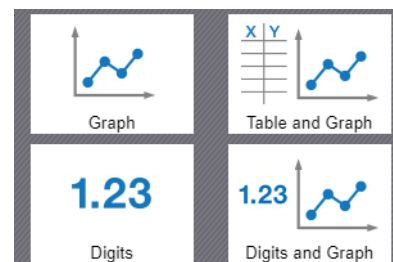 X Y
Graph
Table and Graph
1.23
1.23
Digits
Digits and Graph